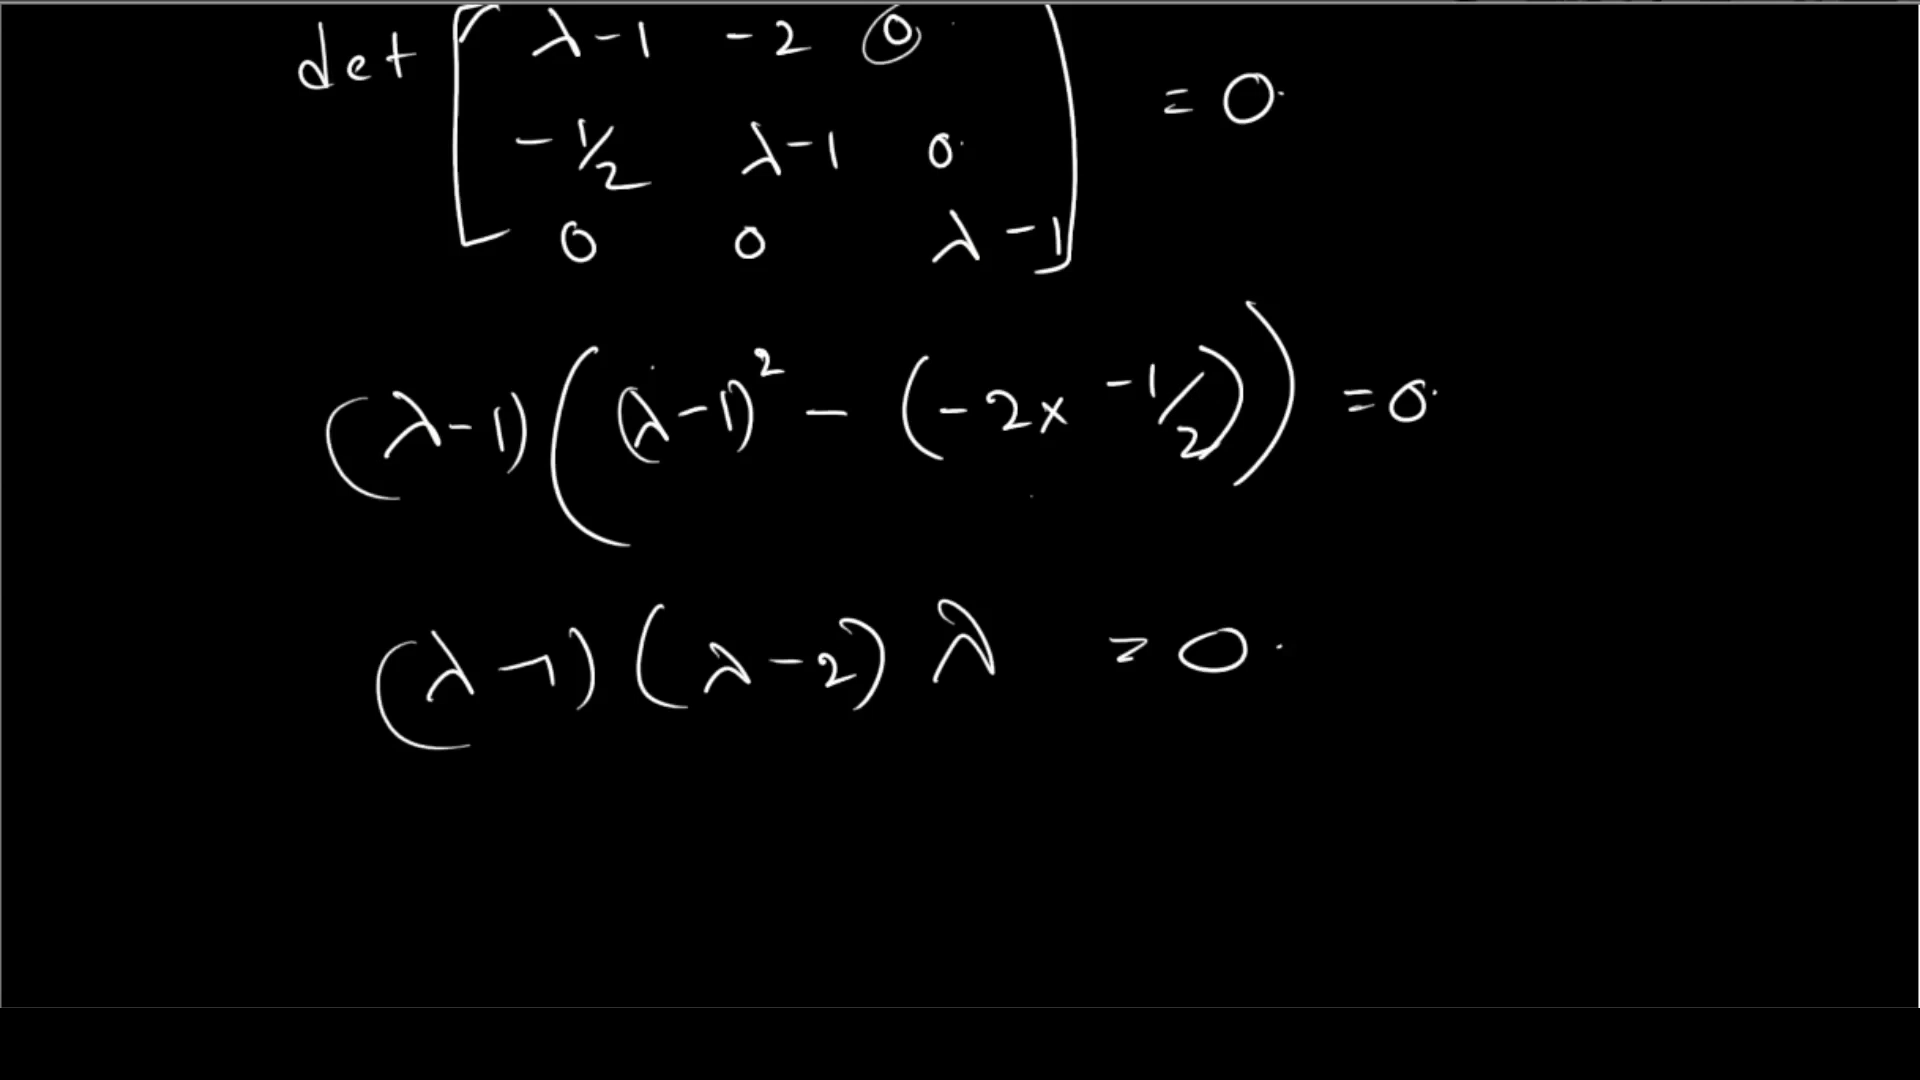 det [ λ-1 -2 0
-1/2 λ-1 0.
0 0 λ-1 ] = 0.
(λ-1) ( (λ-1)² - (-2x -1/2) ) = 0.
(λ-1) (λ-2) λ = 0.